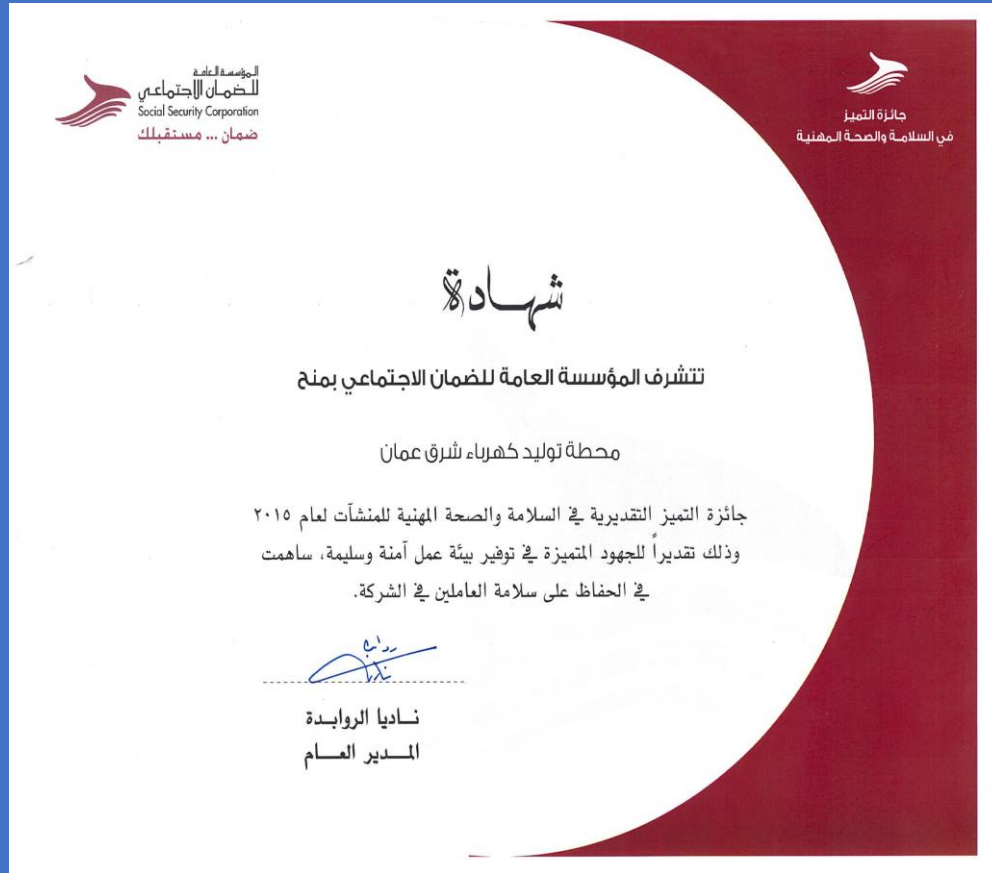 المؤسسة العامة
للضمان الاجتماعي
Social Security Corporation
ضمان ... مستقبلك
جائزة التميز
في السلامة والصحة المهنية
شهادة
تتشرف المؤسسة العامة للضمان الاجتماعي بمنح
محطة توليد كهرباء شرق عمان
جائزة التميز التقديرية في السلامة والصحة المهنية للمنشآت لعام ٢٠١٥
وذلك تقديراً للجهود المتميزة في توفير بيئة عمل آمنة وسليمة، ساهمت
في الحفاظ على سلامة العاملين في الشركة.
ناديا الروابدة
المدير العام